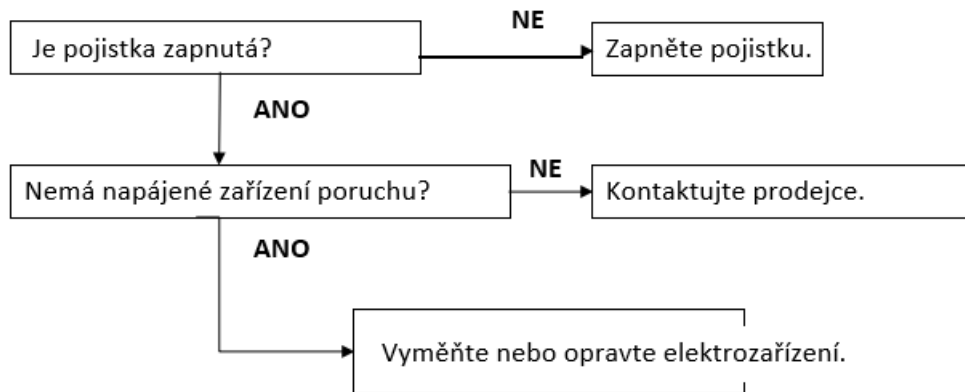 NE
Je pojistka zapnutá?
Zapněte pojistku.
ANO
Nemá napájené zařízení poruchu?
NE
Kontaktujte prodejce.
ANO
Vyměňte nebo opravte elektrozařízení.